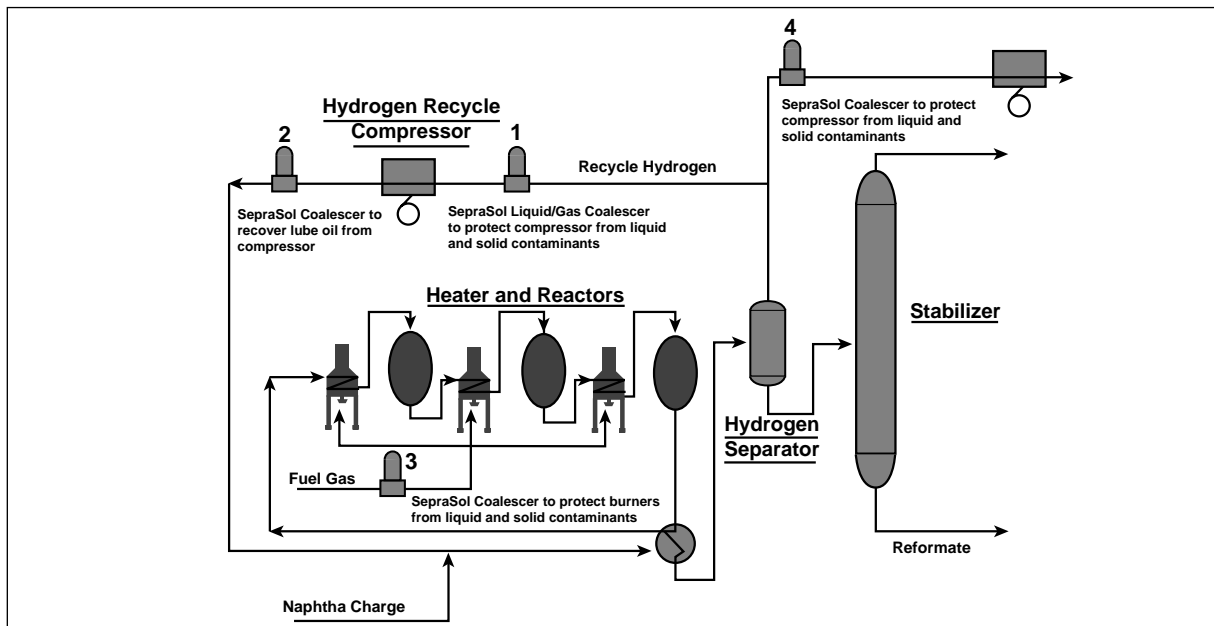 4
SepraSol Coalescer to protect
compressor from liquid and
solid contaminants
Hydrogen Recycle
Compressor
2
1
Recycle Hydrogen
SepraSol Coalescer to
recover lube oil from
compressor
SepraSol Liquid/Gas Coalescer
to protect compressor from liquid
and solid contaminants
Heater and Reactors
Stabilizer
Hydrogen
Separator
3
Fuel Gas
SepraSol Coalescer to protect burners
from liquid and solid contaminants
Reformate
Naphtha Charge